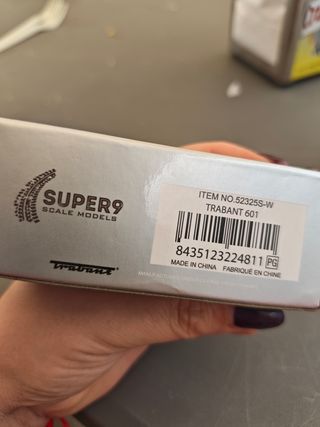 SUPER9
SCALE MODELS
Trabant
ITEM NO.52325S-W
TRABANT 601
8435123224811 PG
MADE IN CHINA FABRIQUÉ EN CHINE